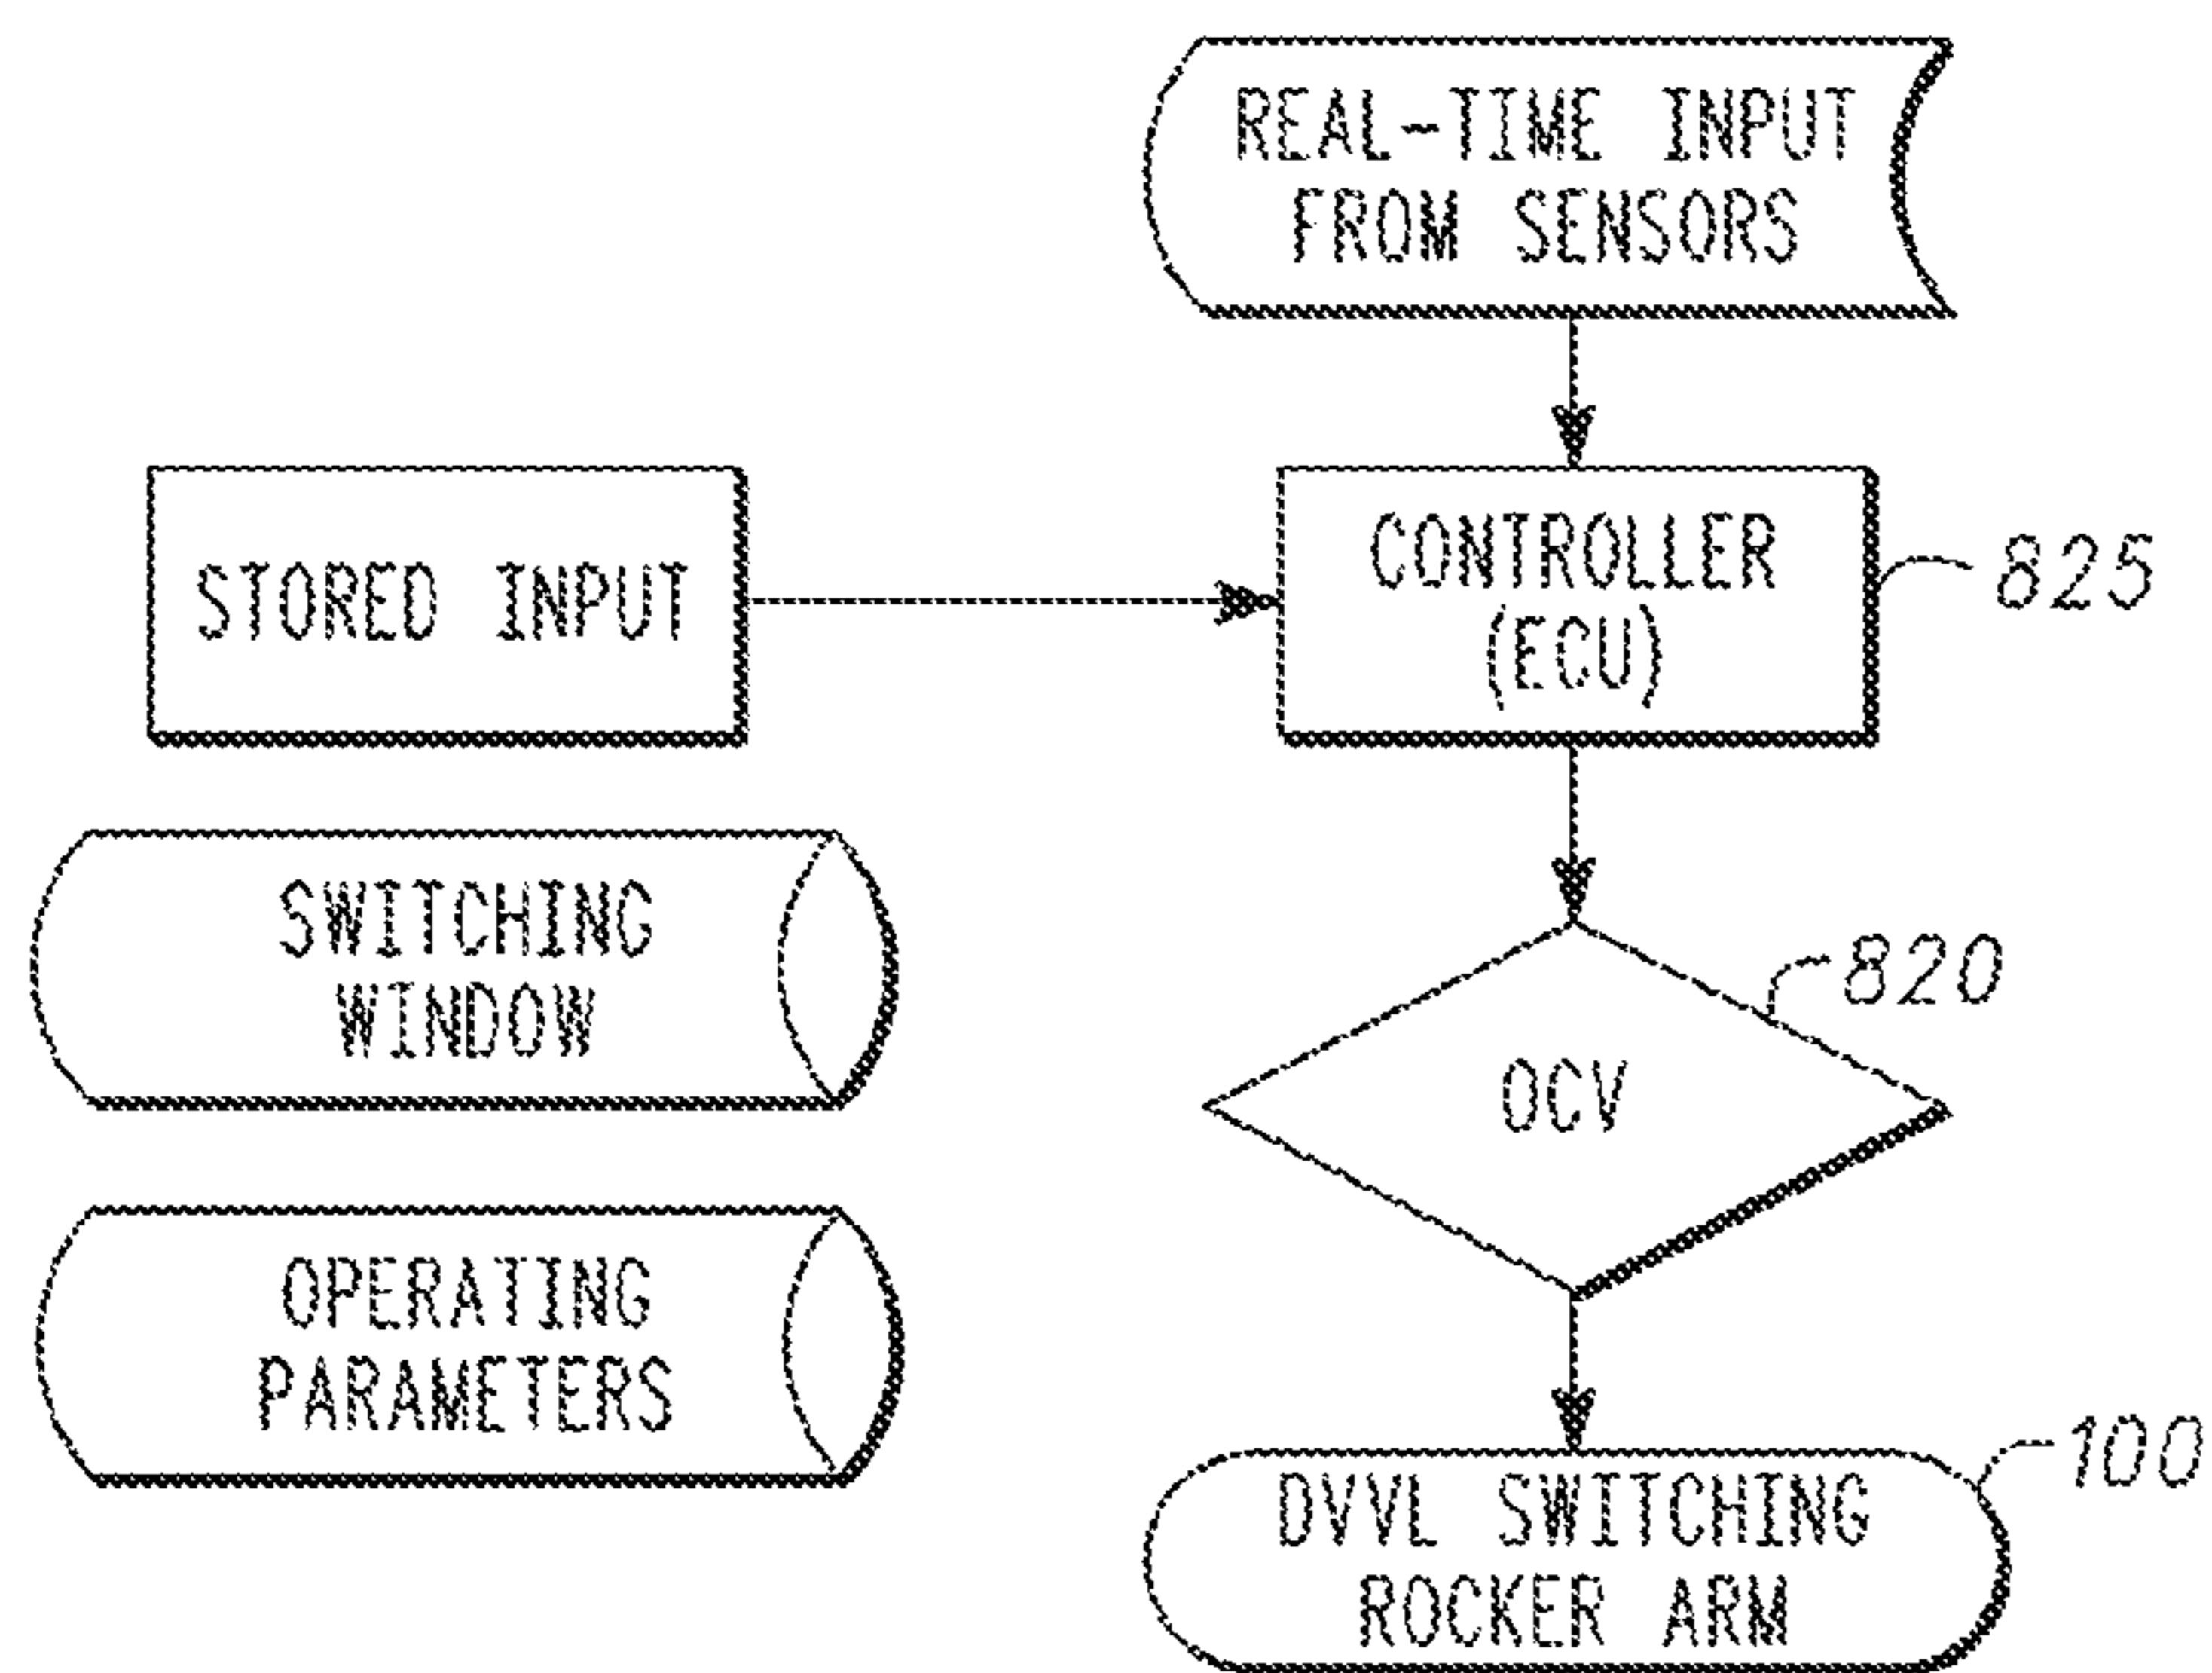 REAL-TIME INPUT
FROM SENSORS
STORED INPUT
CONTROLLER
(ECU)
825
SWITCHING
WINDOW
820
OCV
OPERATING
PARAMETERS
100
DVVL SWITCHING
ROCKER ARM